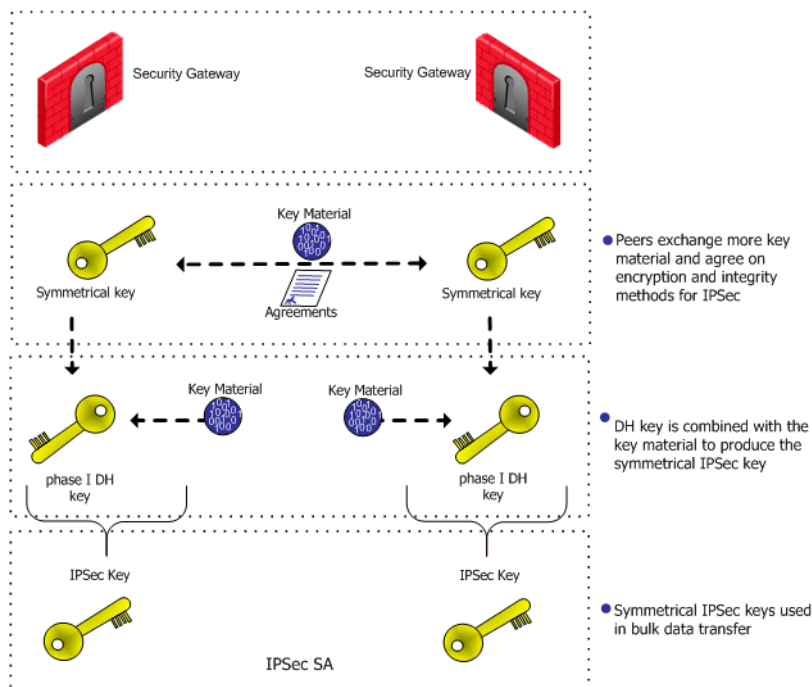 Security Gateway
Security Gateway
Key Material
Symmetrical key
Symmetrical key
Agreements
Peers exchange more key
material and agree on
encryption and integrity
methods for IPSec
Key Material
Key Material
phase I DH
key
phase I DH
key
DH key is combined with the
key material to produce the
symmetrical IPSec key
IPSec Key
IPSec Key
IPSec SA
Symmetrical IPSec keys used
in bulk data transfer